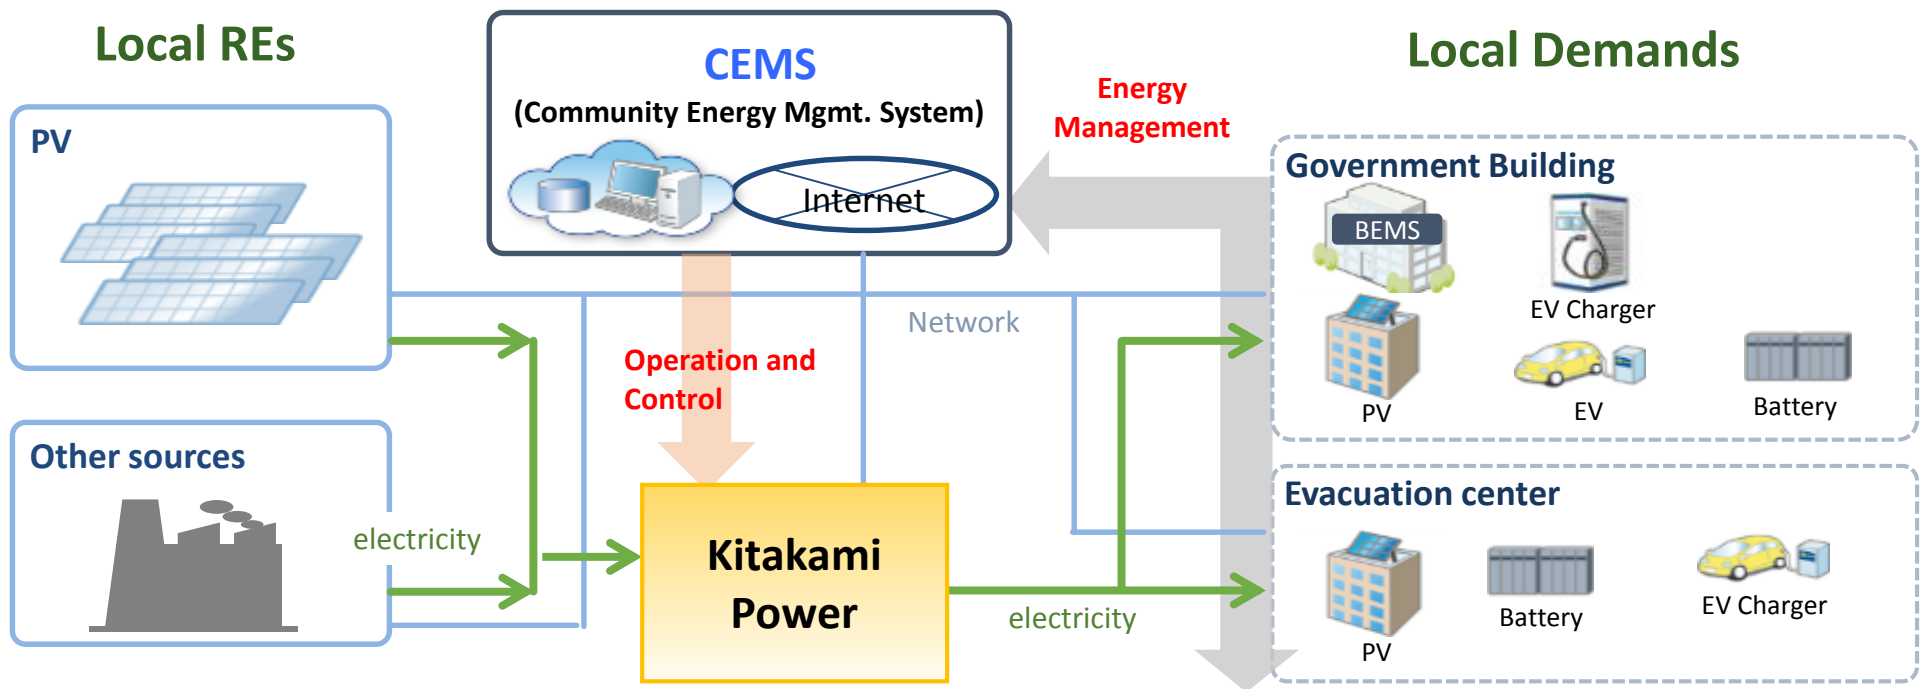 Local REs
PV
Other sources
electricity
CEMS
(Community Energy Mgmt. System)
Internet
Operation and
Control
Network
Kitakami
Power
electricity
Energy
Management
Local Demands
Government Building
BEMS
EV Charger
PV
EV
Battery
Evacuation center
PV
Battery
EV Charger